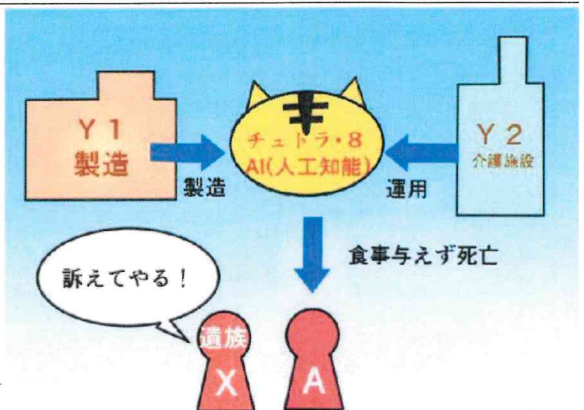 Y1
製造
製造
チュトラ・8
AI(人工知能)
運用
Y2
介護施設
食事与えず死亡
訴えてやる！
遺族
X
A